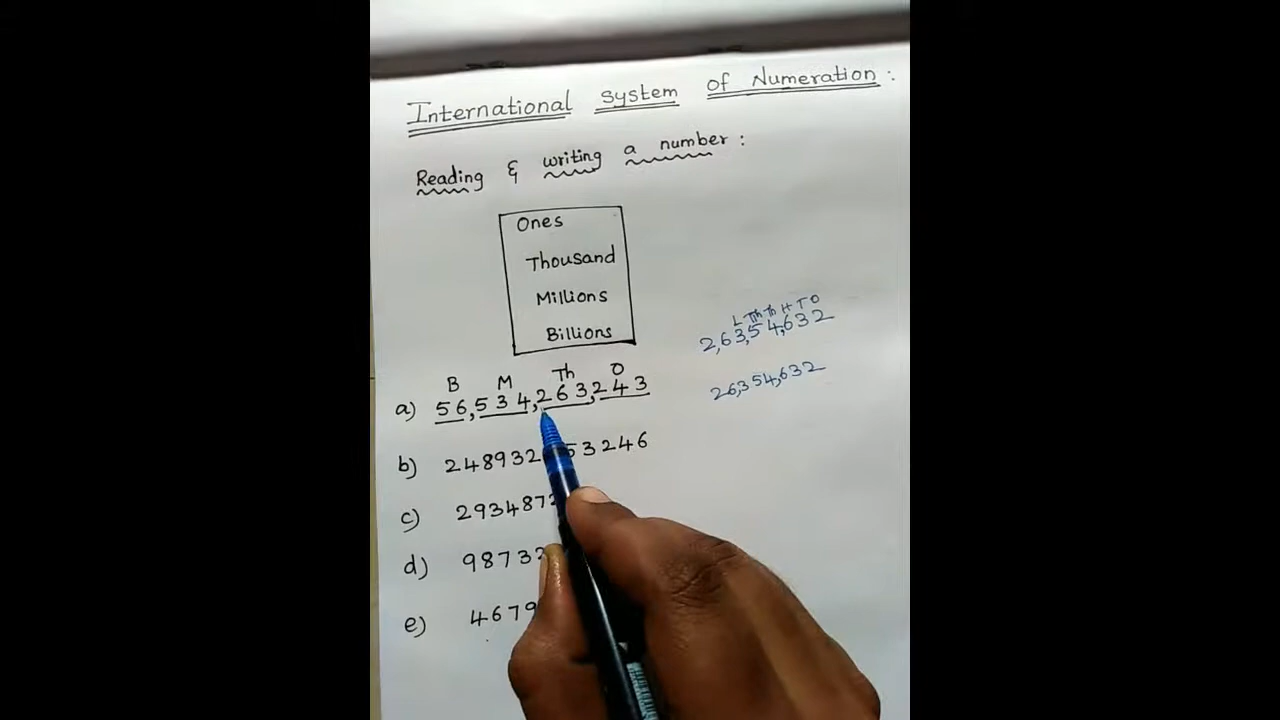 International system of Numeration :
Reading & writing a number :
Ones
Thousand
Millions
Billions
L TTh Th H T O
2,63,54,632
26,354,632
B M Th O
a) 56,534,263,243
b) 248932 53246
c) 293487
d) 98732
e) 4679